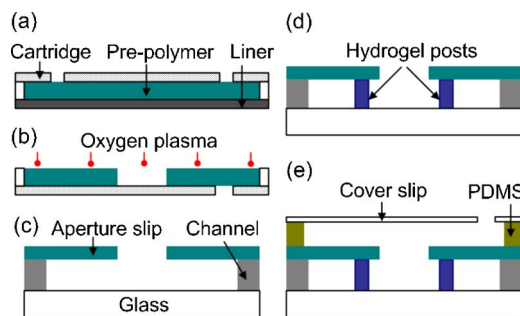 (a)
Cartridge Pre-polymer Liner
(b)
Oxygen plasma
(c)
Aperture slip Channel
Glass
(d)
Hydrogel posts
(e)
Cover slip PDMS